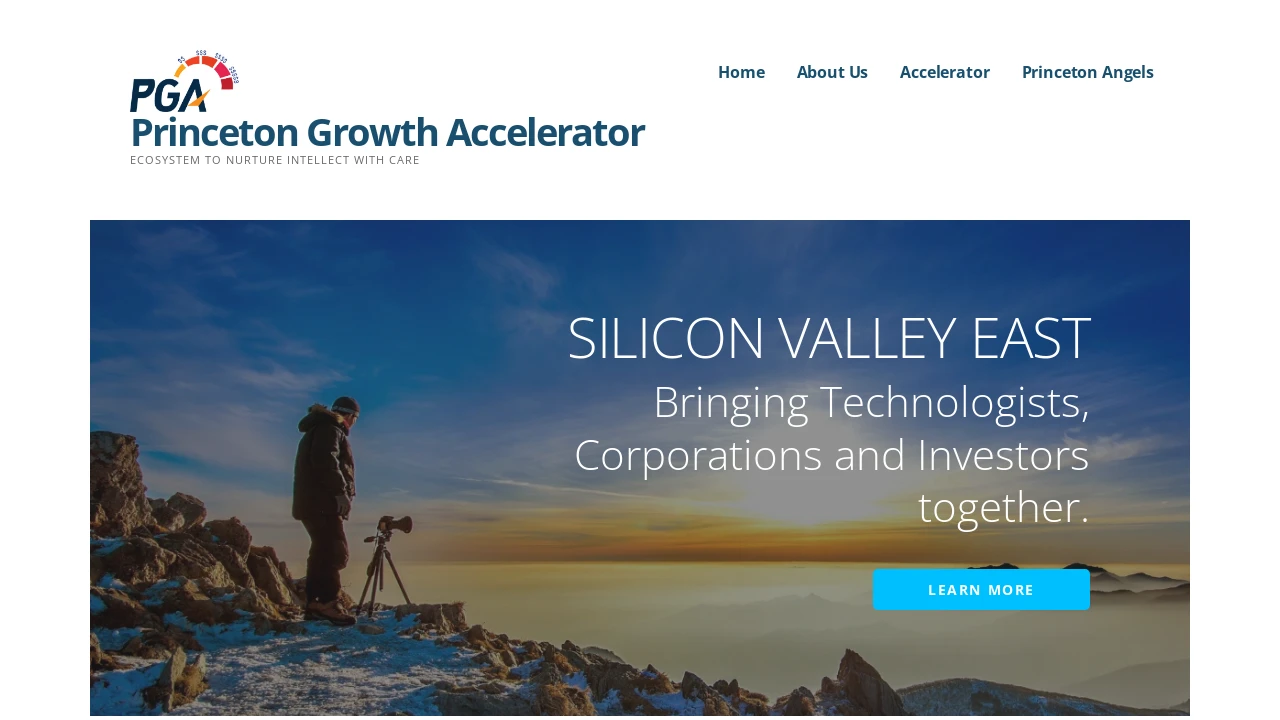 $$ $$$ $$$$ $$$$$
PGA
Princeton Growth Accelerator
ECOSYSTEM TO NURTURE INTELLECT WITH CARE
Home About Us Accelerator Princeton Angels
SILICON VALLEY EAST
Bringing Technologists,
Corporations and Investors
together.
LEARN MORE